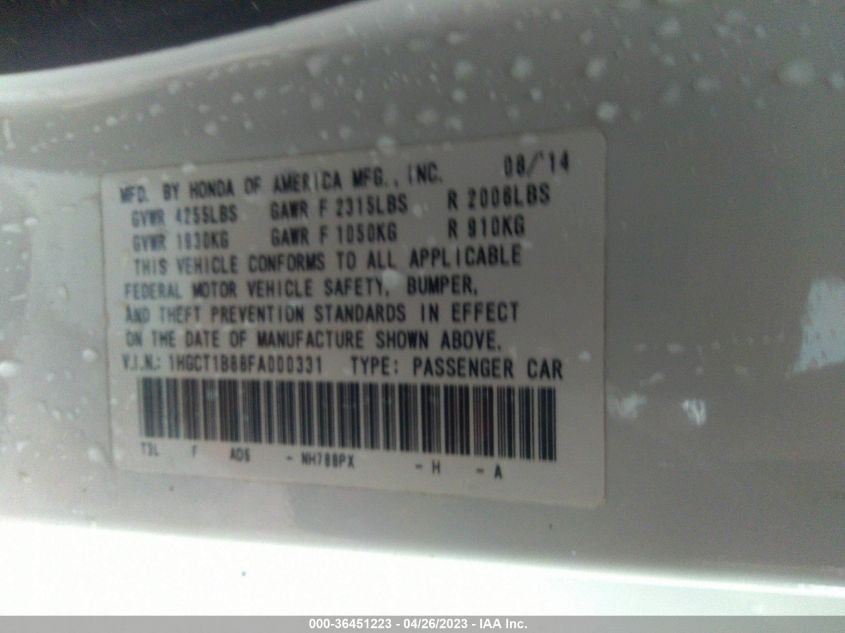 MFD. BY HONDA OF AMERICA MFG., INC. 08/'14
GVWR 4255LBS GAWR F 2315LBS R 2006LBS
GVWR 1930KG GAWR F 1050KG R 910KG
THIS VEHICLE CONFORMS TO ALL APPLICABLE
FEDERAL MOTOR VEHICLE SAFETY, BUMPER,
AND THEFT PREVENTION STANDARDS IN EFFECT
ON THE DATE OF MANUFACTURE SHOWN ABOVE.
V.I.N.: 1HGCT1B88FA000331 TYPE: PASSENGER CAR
T3L F AD6 - NH788PX - H - A
000-36451223 - 04/26/2023 - IAA Inc.